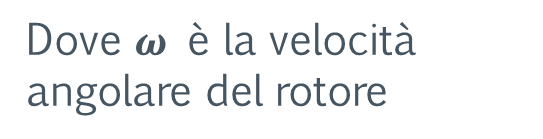 Dove ω è la velocità
angolare del rotore